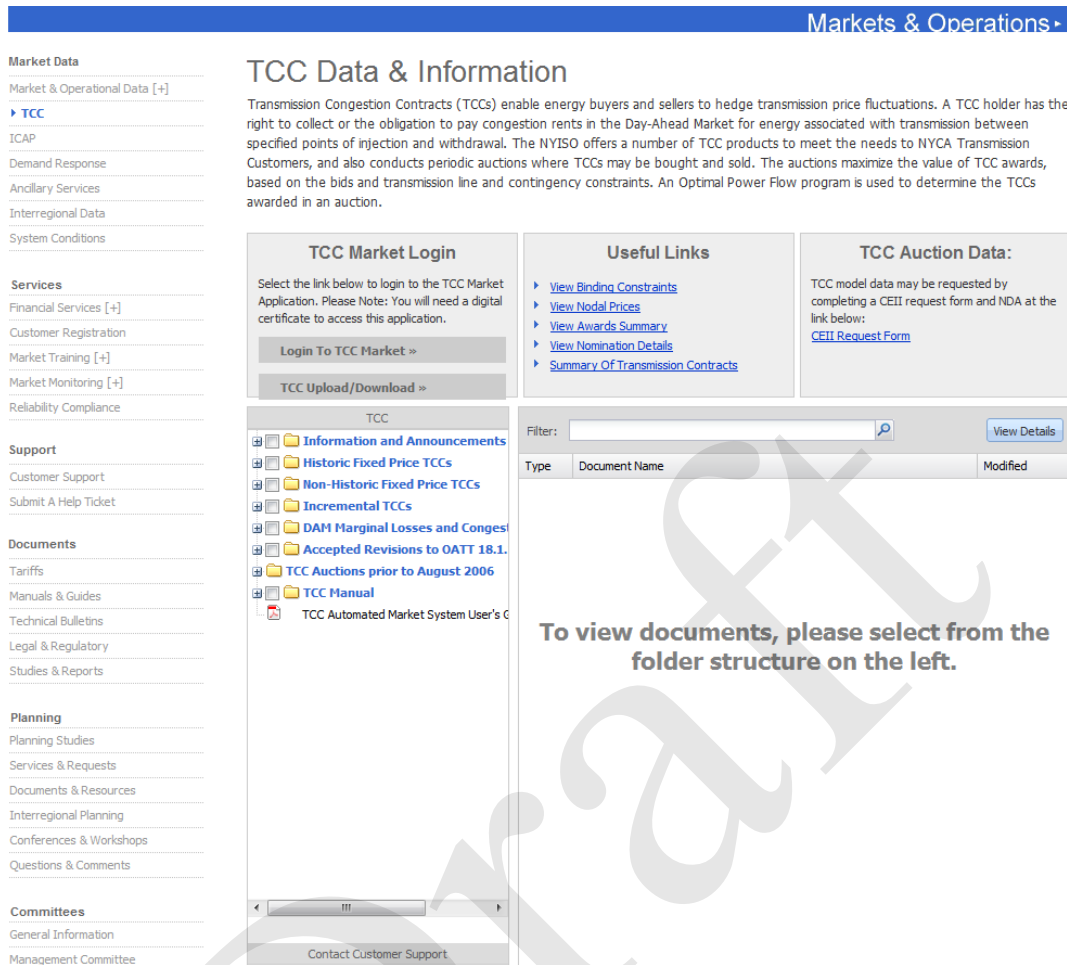 Markets & Operations
Market Data
Market & Operational Data [+]
TCC
ICAP
Demand Response
Ancillary Services
Interregional Data
System Conditions
Services
Financial Services [+]
Customer Registration
Market Training [+]
Market Monitoring [+]
Reliability Compliance
Support
Customer Support
Submit A Help Ticket
Documents
Tariffs
Manuals & Guides
Technical Bulletins
Legal & Regulatory
Studies & Reports
Planning
Planning Studies
Services & Requests
Documents & Resources
Interregional Planning
Conferences & Workshops
Questions & Comments
Committees
General Information
Management Committee
TCC Data & Information
Transmission Congestion Contracts (TCCs) enable energy buyers and sellers to hedge transmission price fluctuations. A TCC holder has the
right to collect or the obligation to pay congestion rents in the Day-Ahead Market for energy associated with transmission between
specified points of injection and withdrawal. The NYISO offers a number of TCC products to meet the needs to NYCA Transmission
Customers, and also conducts periodic auctions where TCCs may be bought and sold. The auctions maximize the value of TCC awards,
based on the bids and transmission line and contingency constraints. An Optimal Power Flow program is used to determine the TCCs
awarded in an auction.
TCC Market Login
Select the link below to login to the TCC Market
Application. Please Note: You will need a digital
certificate to access this application.
Login To TCC Market »
TCC Upload/Download »
Useful Links
View Binding Constraints
View Nodal Prices
View Awards Summary
View Nomination Details
Summary Of Transmission Contracts
TCC Auction Data:
TCC model data may be requested by
completing a CEII request form and NDA at the
link below:
CEII Request Form
TCC
Information and Announcements
Historic Fixed Price TCCs
Non-Historic Fixed Price TCCs
Incremental TCCs
DAM Marginal Losses and Congest
Accepted Revisions to OATT 18.1.
TCC Auctions prior to August 2006
TCC Manual
TCC Automated Market System User's G
Contact Customer Support
Filter:
View Details
Type Document Name Modified
To view documents, please select from the
folder structure on the left.
Draft